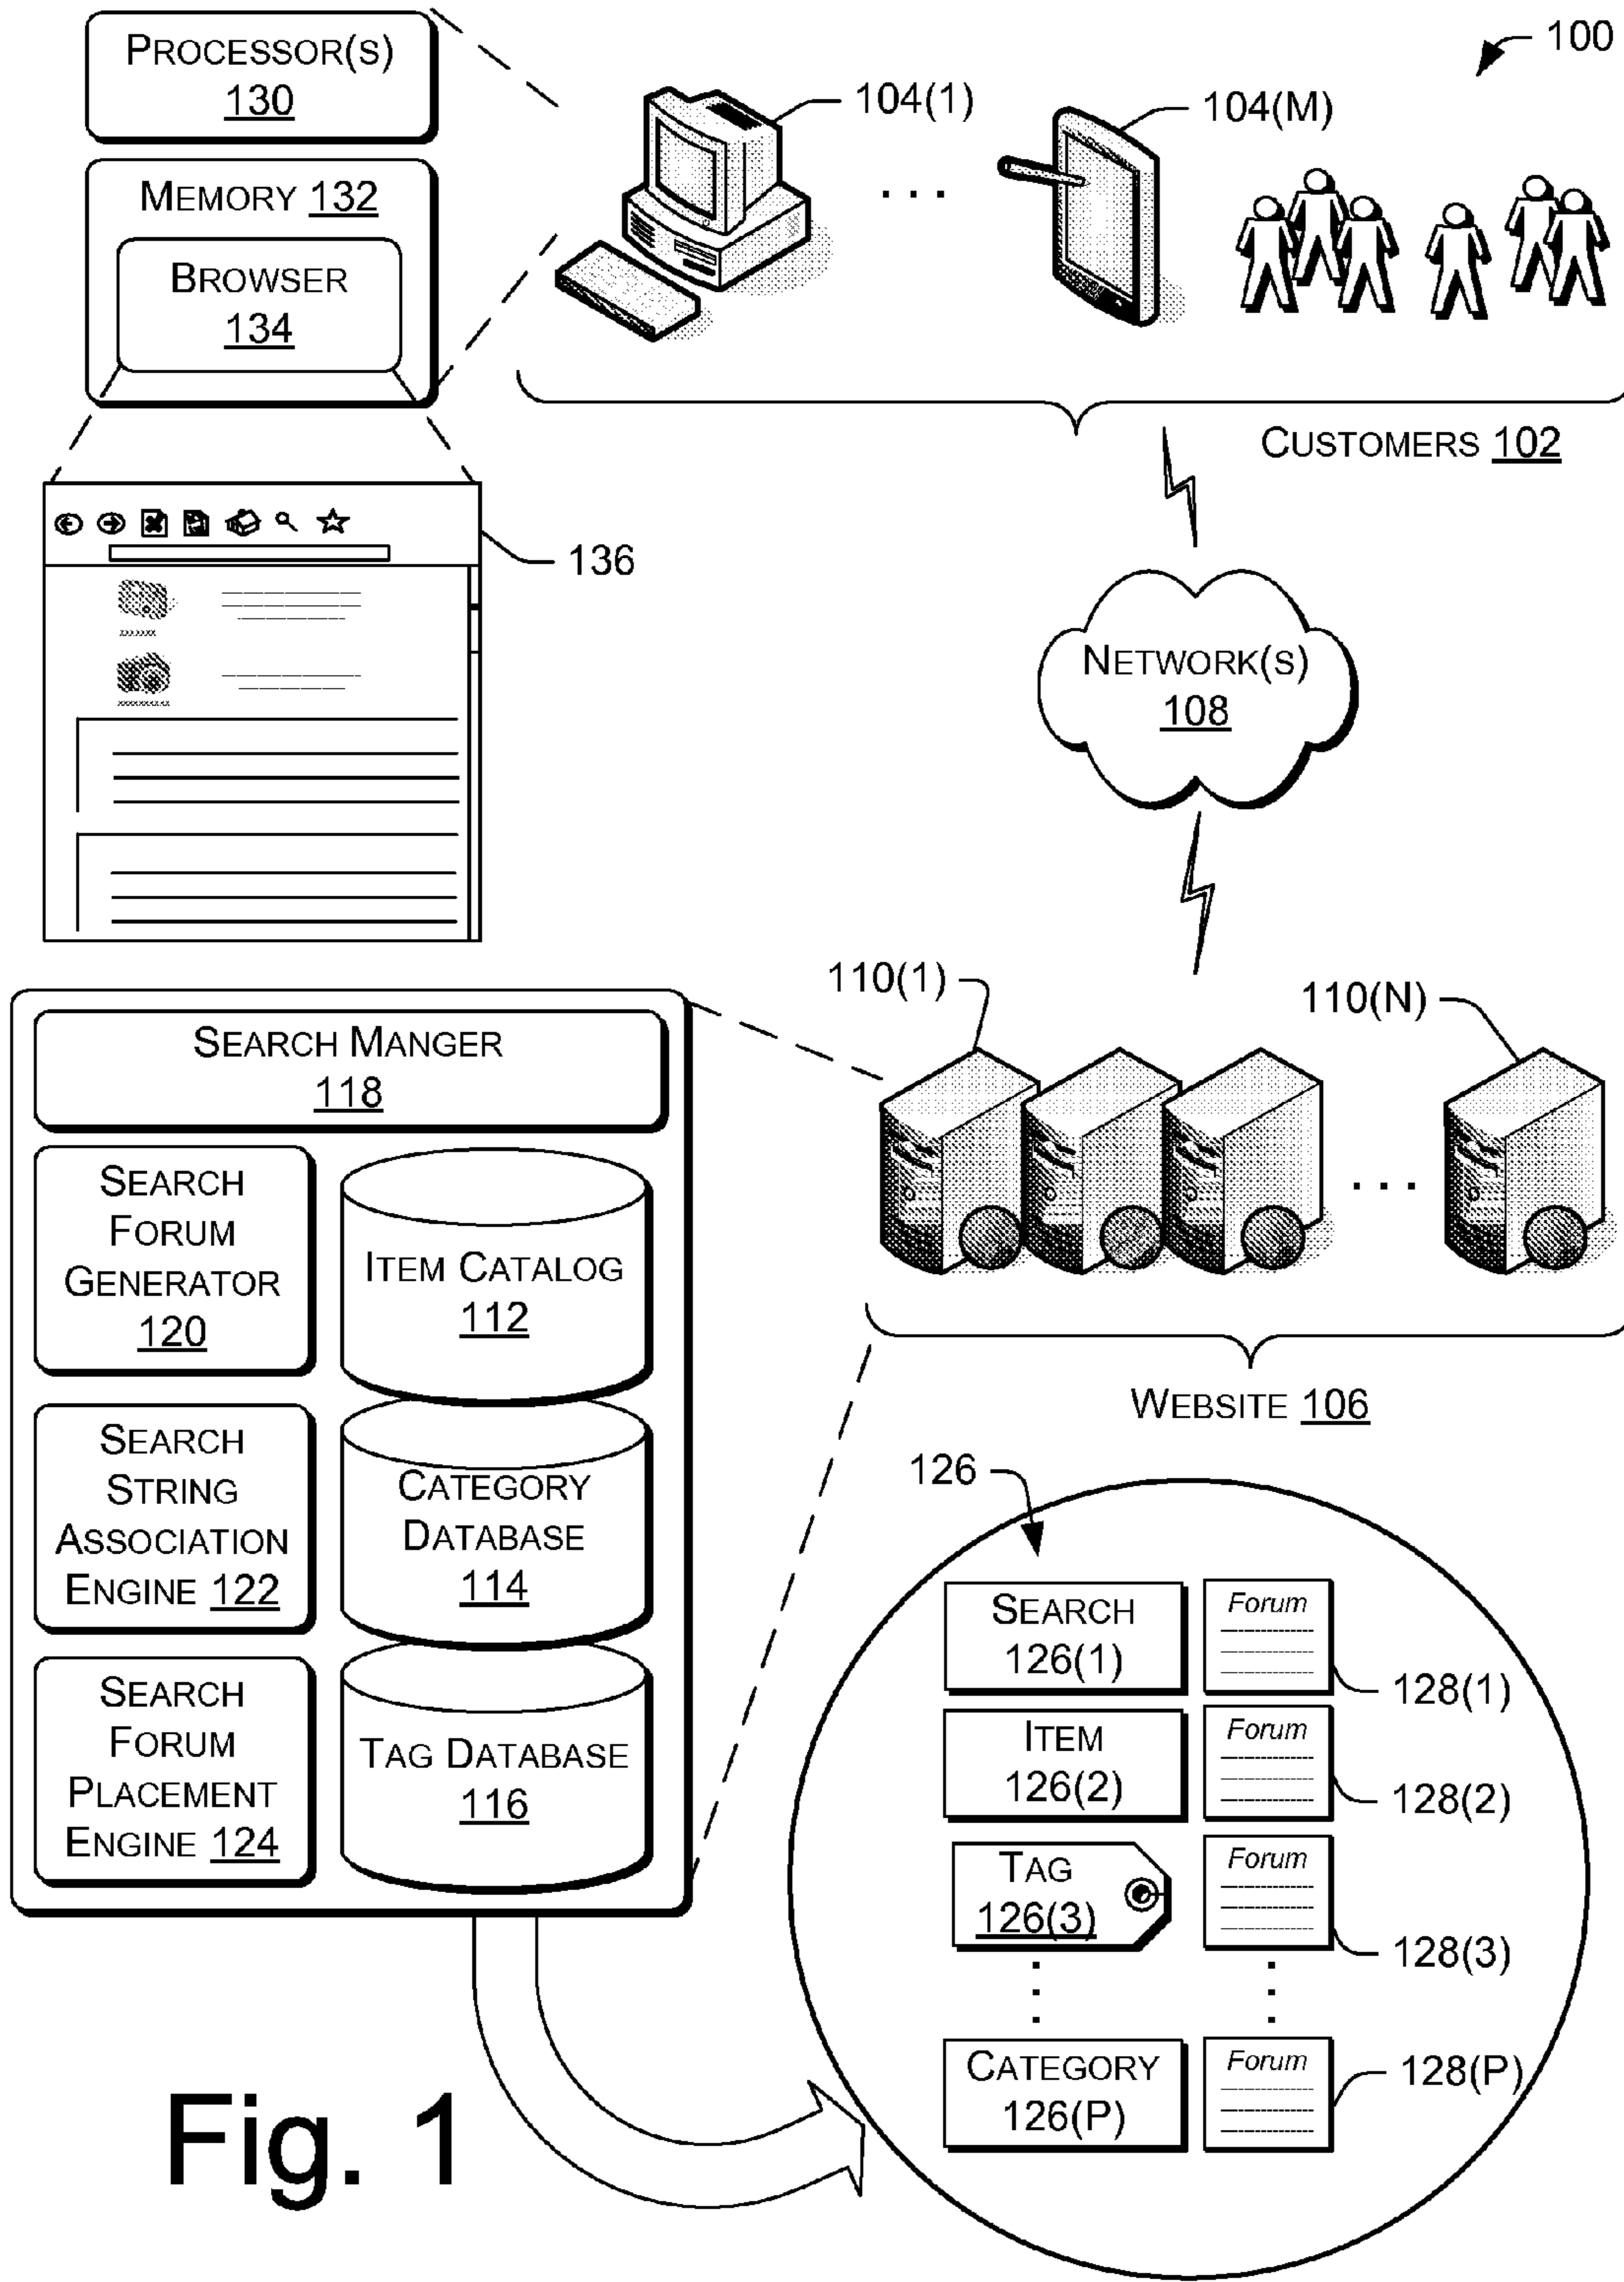 PROCESSOR(S)
130
MEMORY 132
BROWSER
134
104(1)
...
104(M)
100
CUSTOMERS 102
136
NETWORK(S)
108
110(1)
110(N)
...
WEBSITE 106
SEARCH MANGER
118
SEARCH
FORUM
GENERATOR
120
ITEM CATALOG
112
SEARCH
STRING
ASSOCIATION
ENGINE 122
CATEGORY
DATABASE
114
SEARCH
FORUM
PLACEMENT
ENGINE 124
TAG DATABASE
116
126
SEARCH
126(1)
Forum
128(1)
ITEM
126(2)
Forum
128(2)
TAG
126(3)
Forum
128(3)
CATEGORY
126(P)
Forum
128(P)
Fig. 1